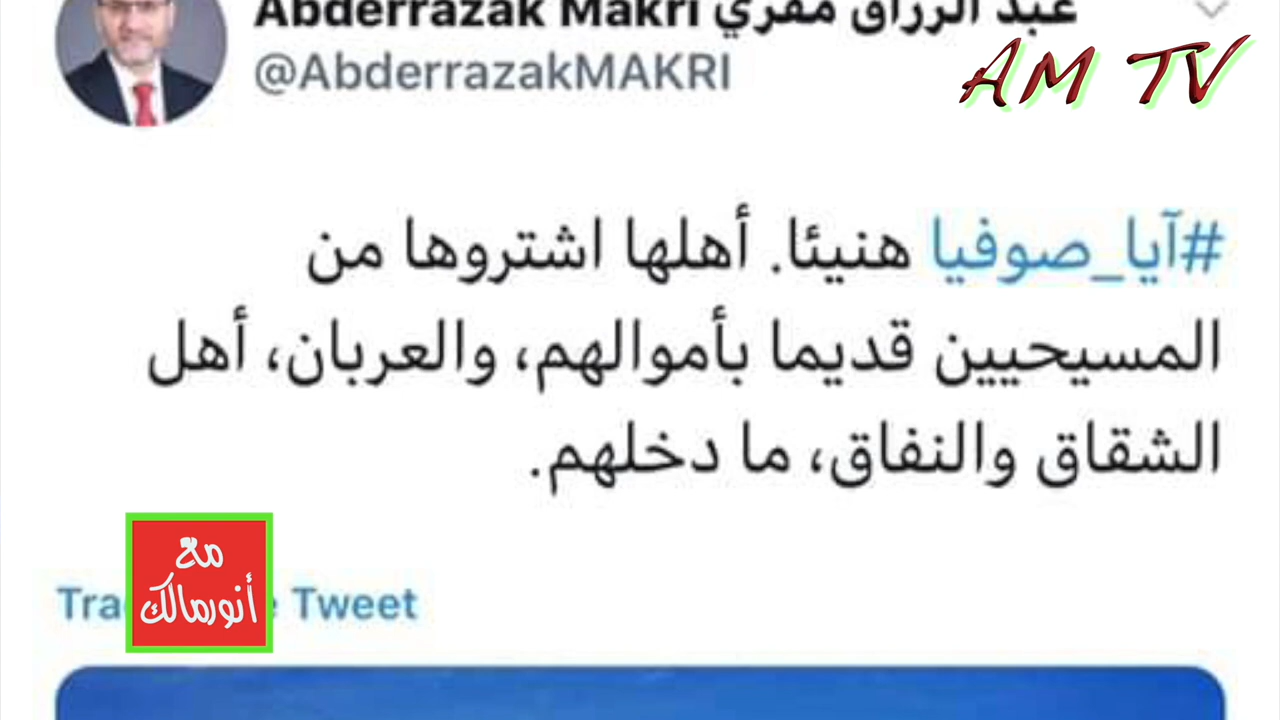 Abderrazak Makri عبد الرزاق مقري
@AbderrazakMAKRI
AM TV
#آيا_صوفيا هنيئا. أهلها اشتروها من
المسيحيين قديما بأموالهم، والعربان، أهل
الشقاق والنفاق، ما دخلهم.
مع
أنورمالك
Tweet